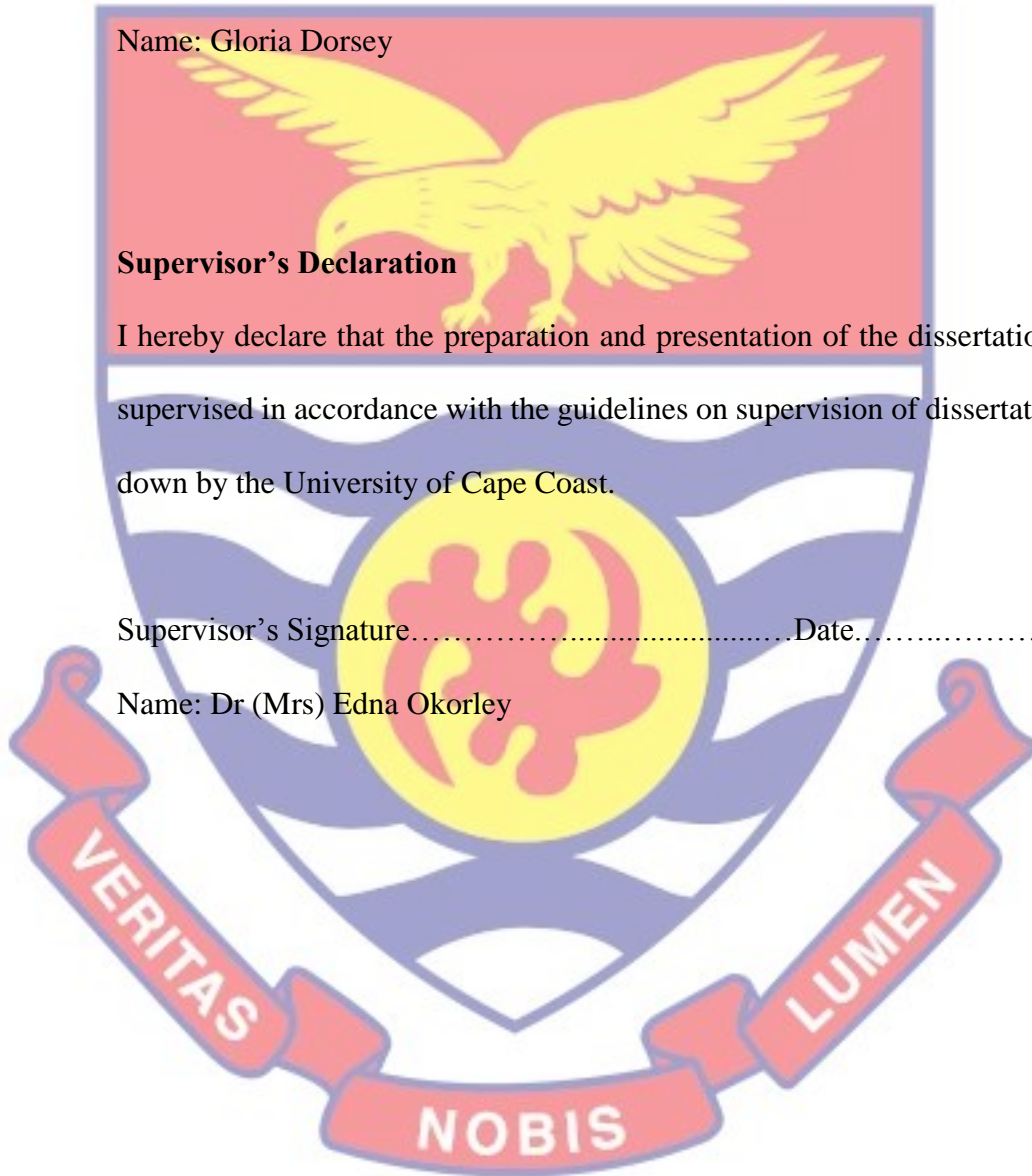 Name: Gloria Dorsey
Supervisor's Declaration
I hereby declare that the preparation and presentation of the dissertatio
supervised in accordance with the guidelines on supervision of dissertat
down by the University of Cape Coast.
Supervisor's Signature…………….........................…Date……..………
Name: Dr (Mrs) Edna Okorley
VERITAS
NOBIS
LUMEN